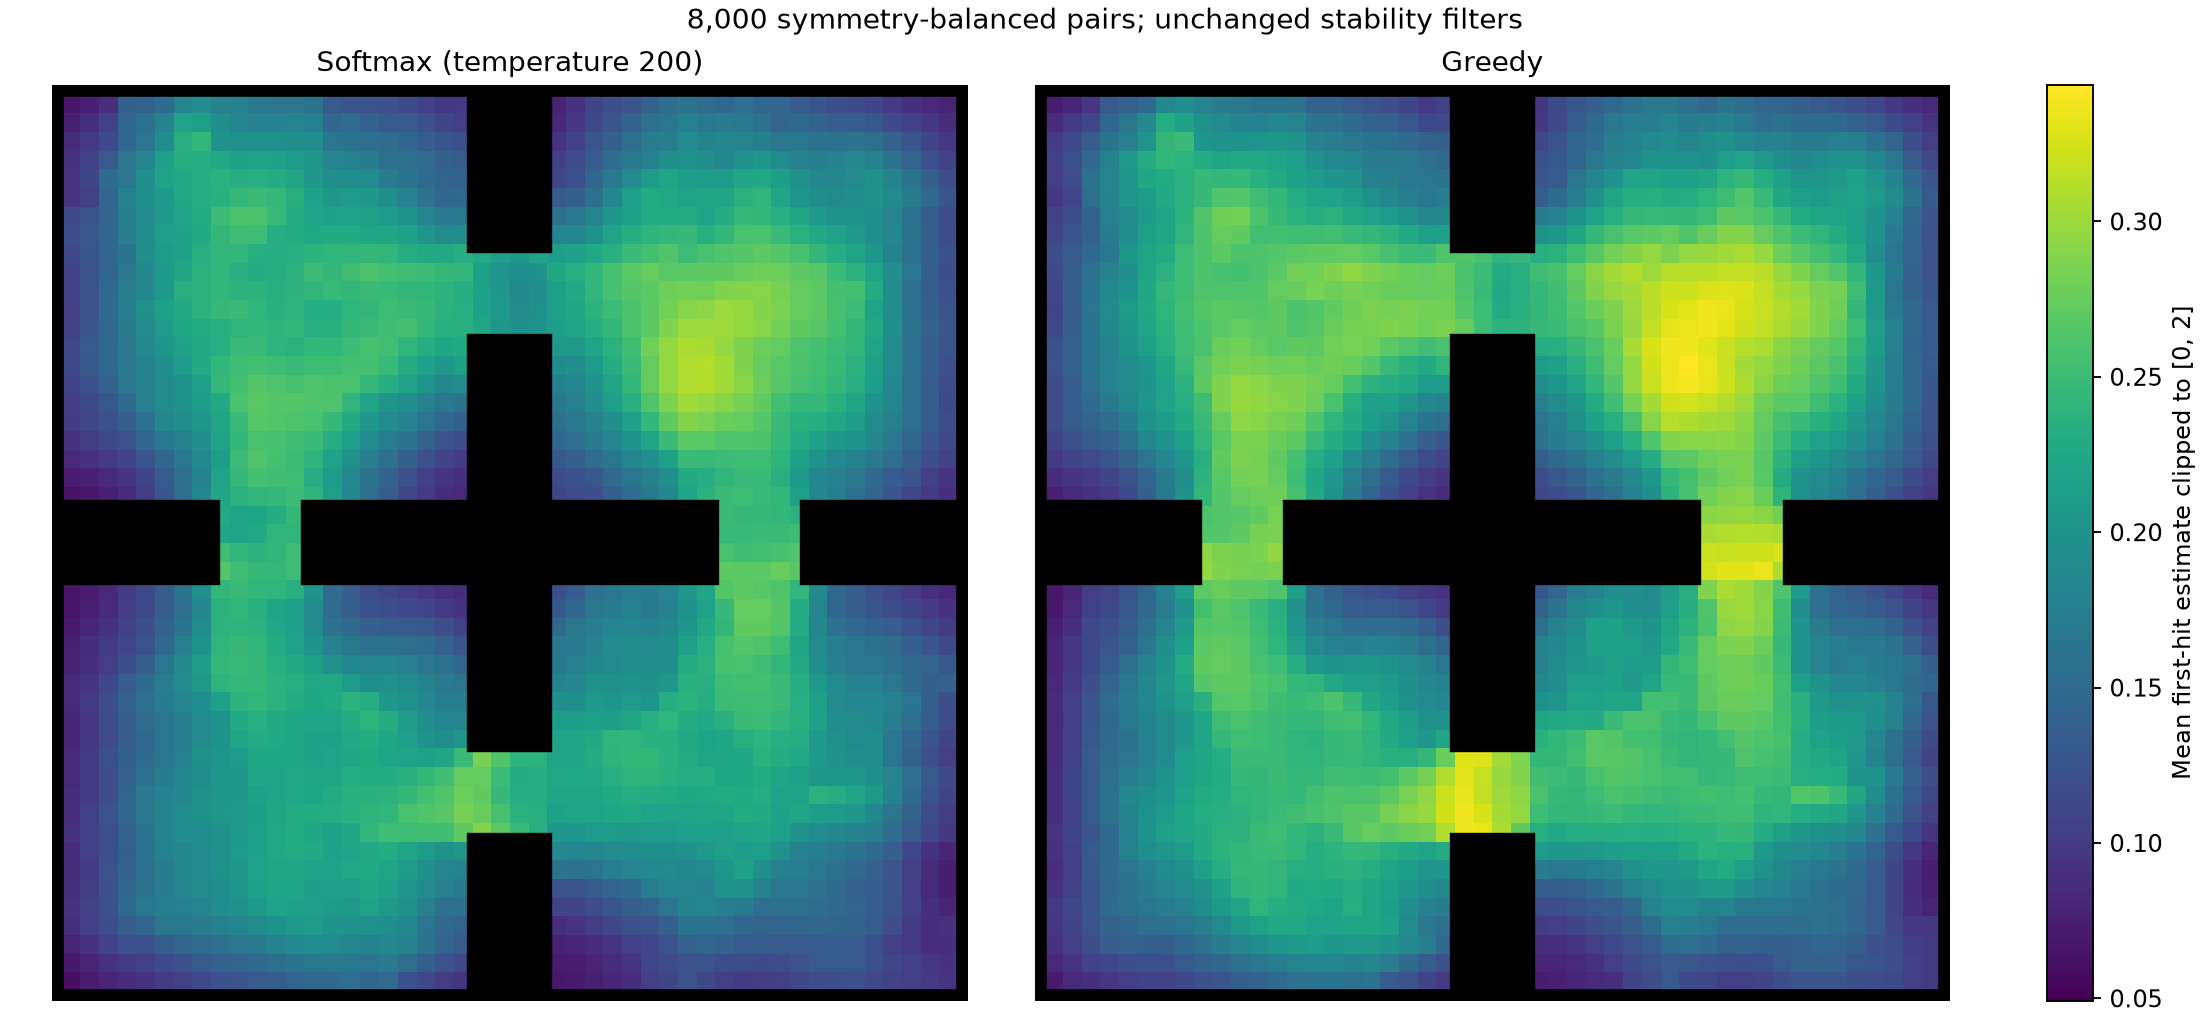 8,000 symmetry-balanced pairs; unchanged stability filters
Softmax (temperature 200)
Greedy
0.30
0.25
0.20
0.15
0.10
0.05
Mean first-hit estimate clipped to [0, 2]